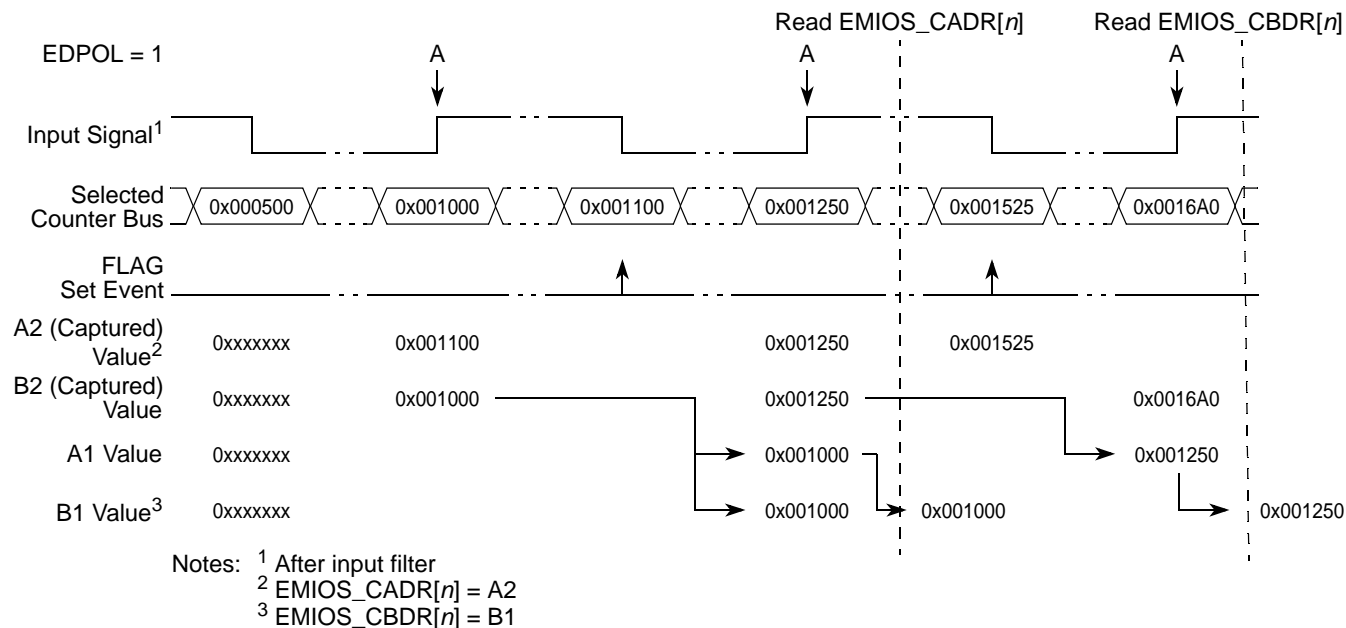 Read EMIOS_CADR[n] Read EMIOS_CBDR[n]
EDPOL = 1 A A A
Input Signal1
Selected
Counter Bus
0x000500 0x001000 0x001100 0x001250 0x001525 0x0016A0
FLAG
Set Event
A2 (Captured)
Value2
0xxxxxxx 0x001100 0x001250 0x001525
B2 (Captured)
Value
0xxxxxxx 0x001000 0x001250 0x0016A0
A1 Value 0xxxxxxx 0x001000 0x001250
B1 Value3 0xxxxxxx 0x001000 0x001000 0x001250
Notes: 1 After input filter
2 EMIOS_CADR[n] = A2
3 EMIOS_CBDR[n] = B1